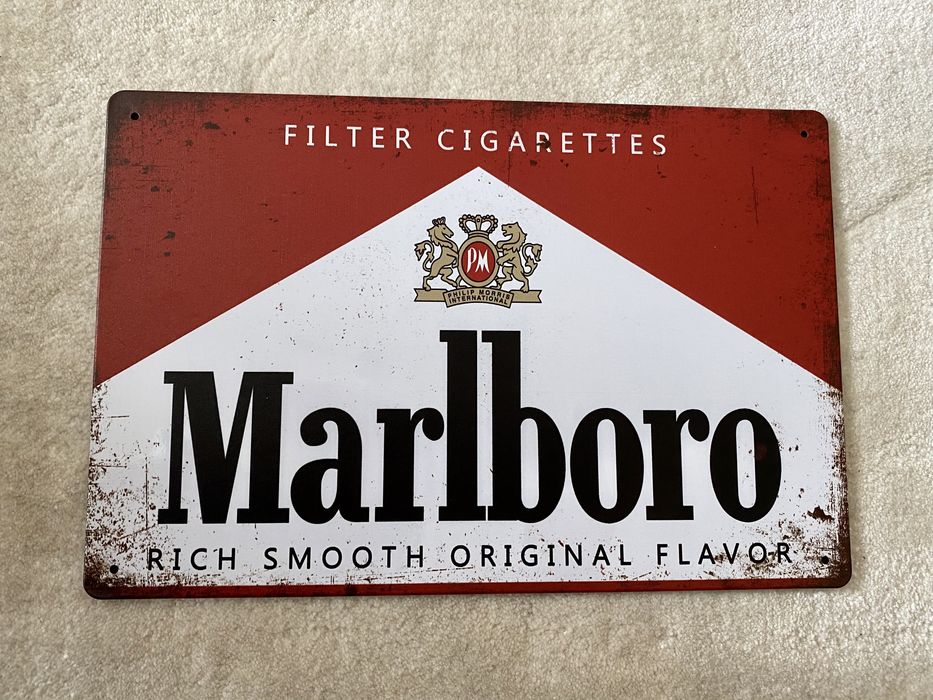 FILTER CIGARETTES
PM
PHILIP MORRIS
INTERNATIONAL
Marlboro
RICH SMOOTH ORIGINAL FLAVOR